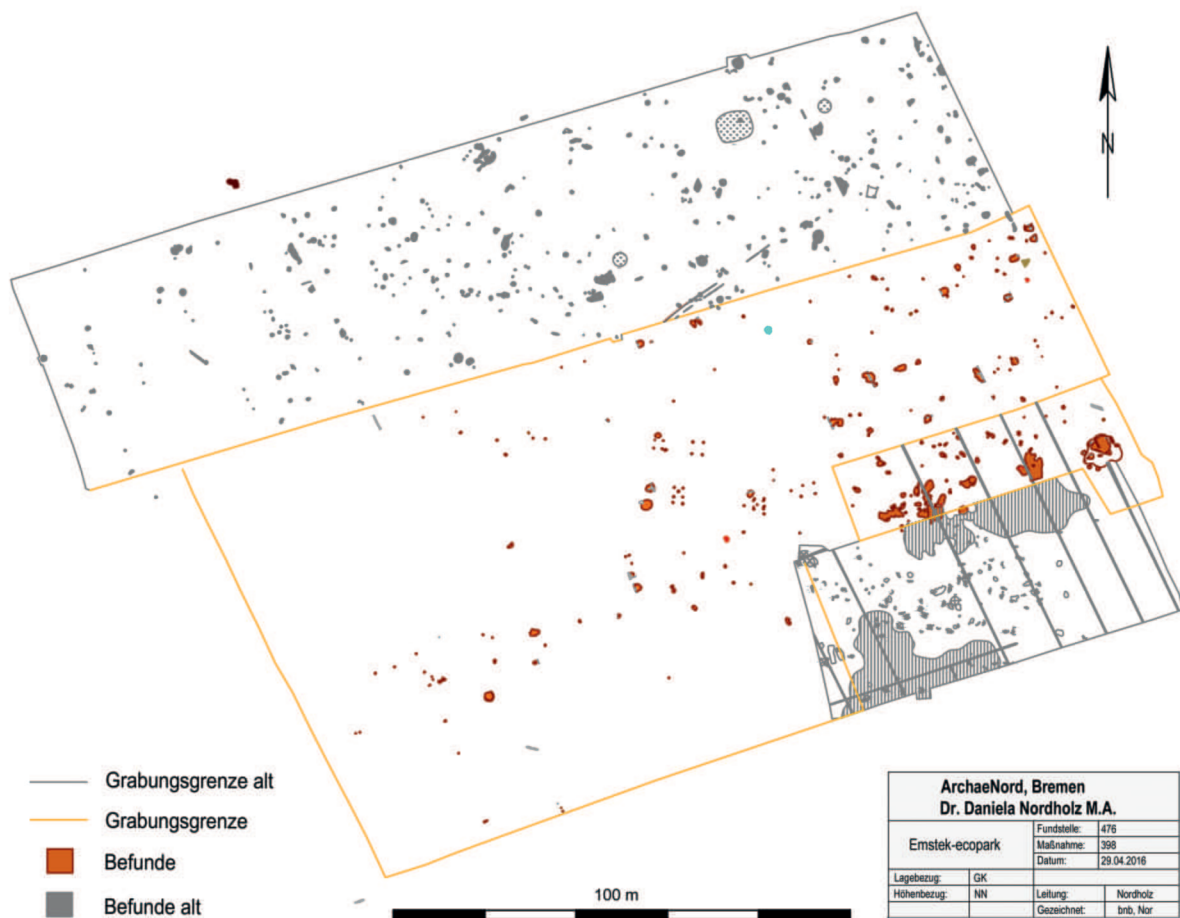 N
Grabungsgrenze alt
Grabungsgrenze
Befunde
Befunde alt
100 m
ArchaeNord, Bremen
Dr. Daniela Nordholz M.A.
Emstek-ecopark
Fundstelle: 476
Maßnahme: 398
Datum: 29.04.2016
Lagebezug: GK
Höhenbezug: NN Leitung: Nordholz
Gezeichnet: bnb, Nor